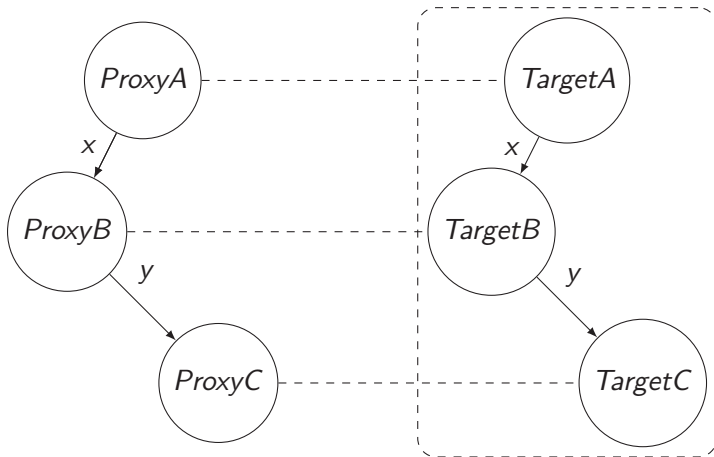 ProxyA
TargetA
x
x
ProxyB
TargetB
y
y
ProxyC
TargetC